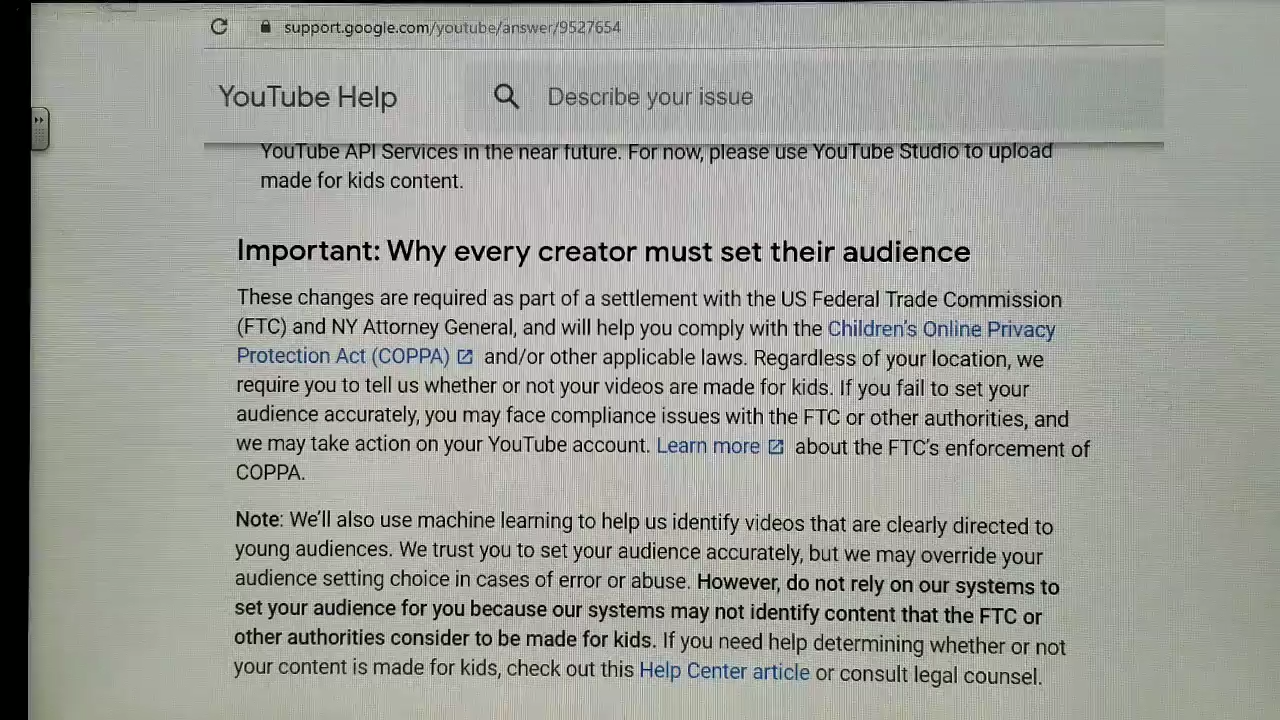 support.google.com/youtube/answer/9527654
YouTube Help
Describe your issue
YouTube API Services in the near future. For now, please use YouTube Studio to upload
made for kids content.
Important: Why every creator must set their audience
These changes are required as part of a settlement with the US Federal Trade Commission
(FTC) and NY Attorney General, and will help you comply with the Children's Online Privacy
Protection Act (COPPA) and/or other applicable laws. Regardless of your location, we
require you to tell us whether or not your videos are made for kids. If you fail to set your
audience accurately, you may face compliance issues with the FTC or other authorities, and
we may take action on your YouTube account. Learn more about the FTC's enforcement of
COPPA.
Note: We'll also use machine learning to help us identify videos that are clearly directed to
young audiences. We trust you to set your audience accurately, but we may override your
audience setting choice in cases of error or abuse. However, do not rely on our systems to
set your audience for you because our systems may not identify content that the FTC or
other authorities consider to be made for kids. If you need help determining whether or not
your content is made for kids, check out this Help Center article or consult legal counsel.